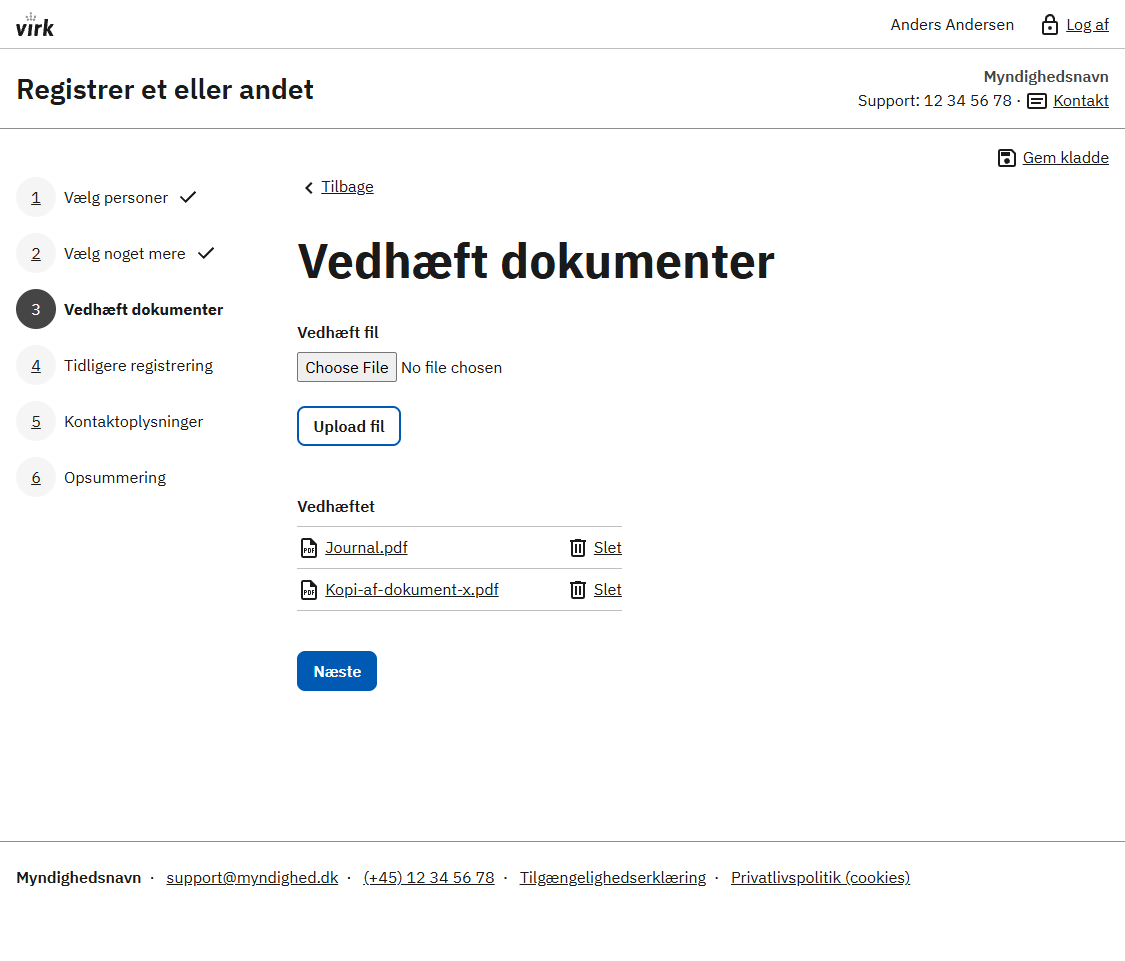 virk
Anders Andersen Log af
Registrer et eller andet
Myndighedsnavn
Support: 12 34 56 78 · Kontakt
Gem kladde
1 Vælg personer
2 Vælg noget mere
3 Vedhæft dokumenter
4 Tidligere registrering
5 Kontaktoplysninger
6 Opsummering
Tilbage
Vedhæft dokumenter
Vedhæft fil
Choose File No file chosen
Upload fil
Vedhæftet
PDF Journal.pdf Slet
PDF Kopi-af-dokument-x.pdf Slet
Næste
Myndighedsnavn · support@myndighed.dk · (+45) 12 34 56 78 · Tilgængelighedserklæring · Privatlivspolitik (cookies)